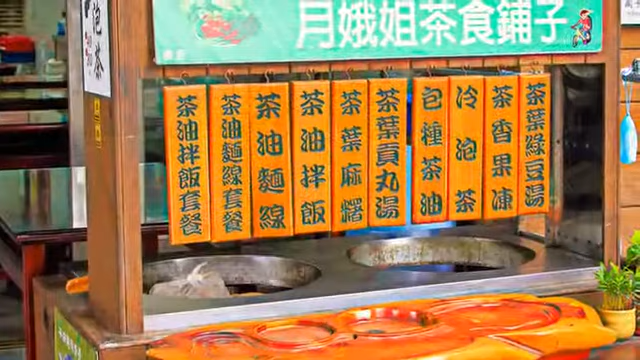 月娥姐茶食鋪子
泡茶
茶油拌飯套餐
茶油麵線套餐
茶油麵線
茶油拌飯
茶葉麻糬
茶葉貢丸湯
包種茶油
冷泡茶
茶香果凍
茶葉綠豆湯